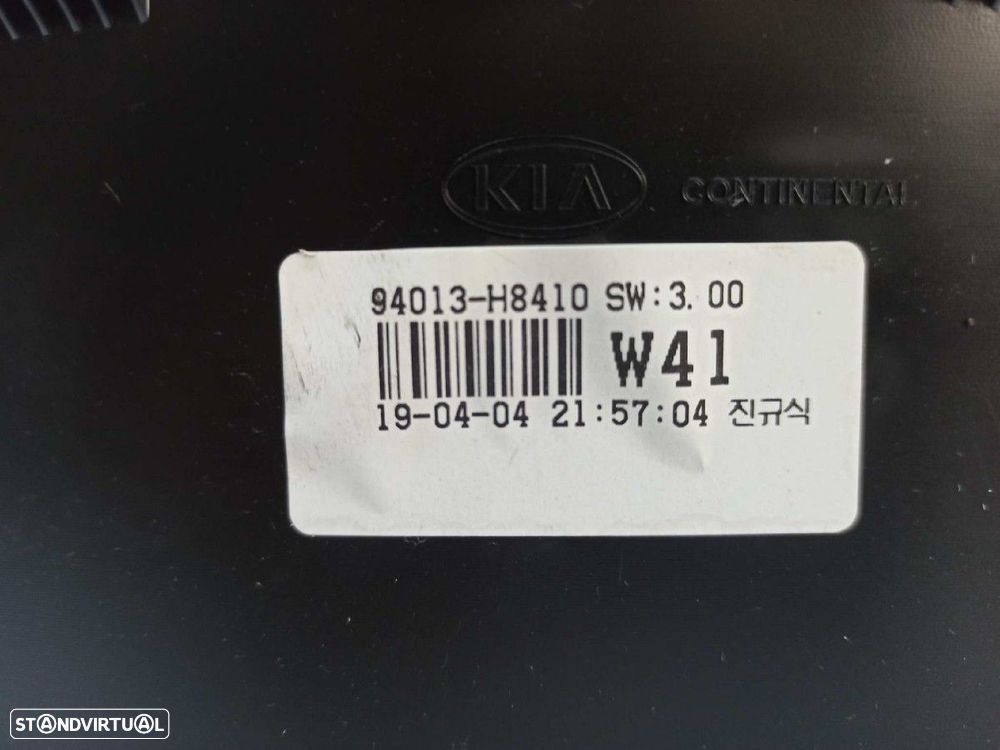 KIA CONTINENTAL
94013-H8410 SW:3.00
W41
19-04-04 21:57:04 진규식
STANDVIRTUAL